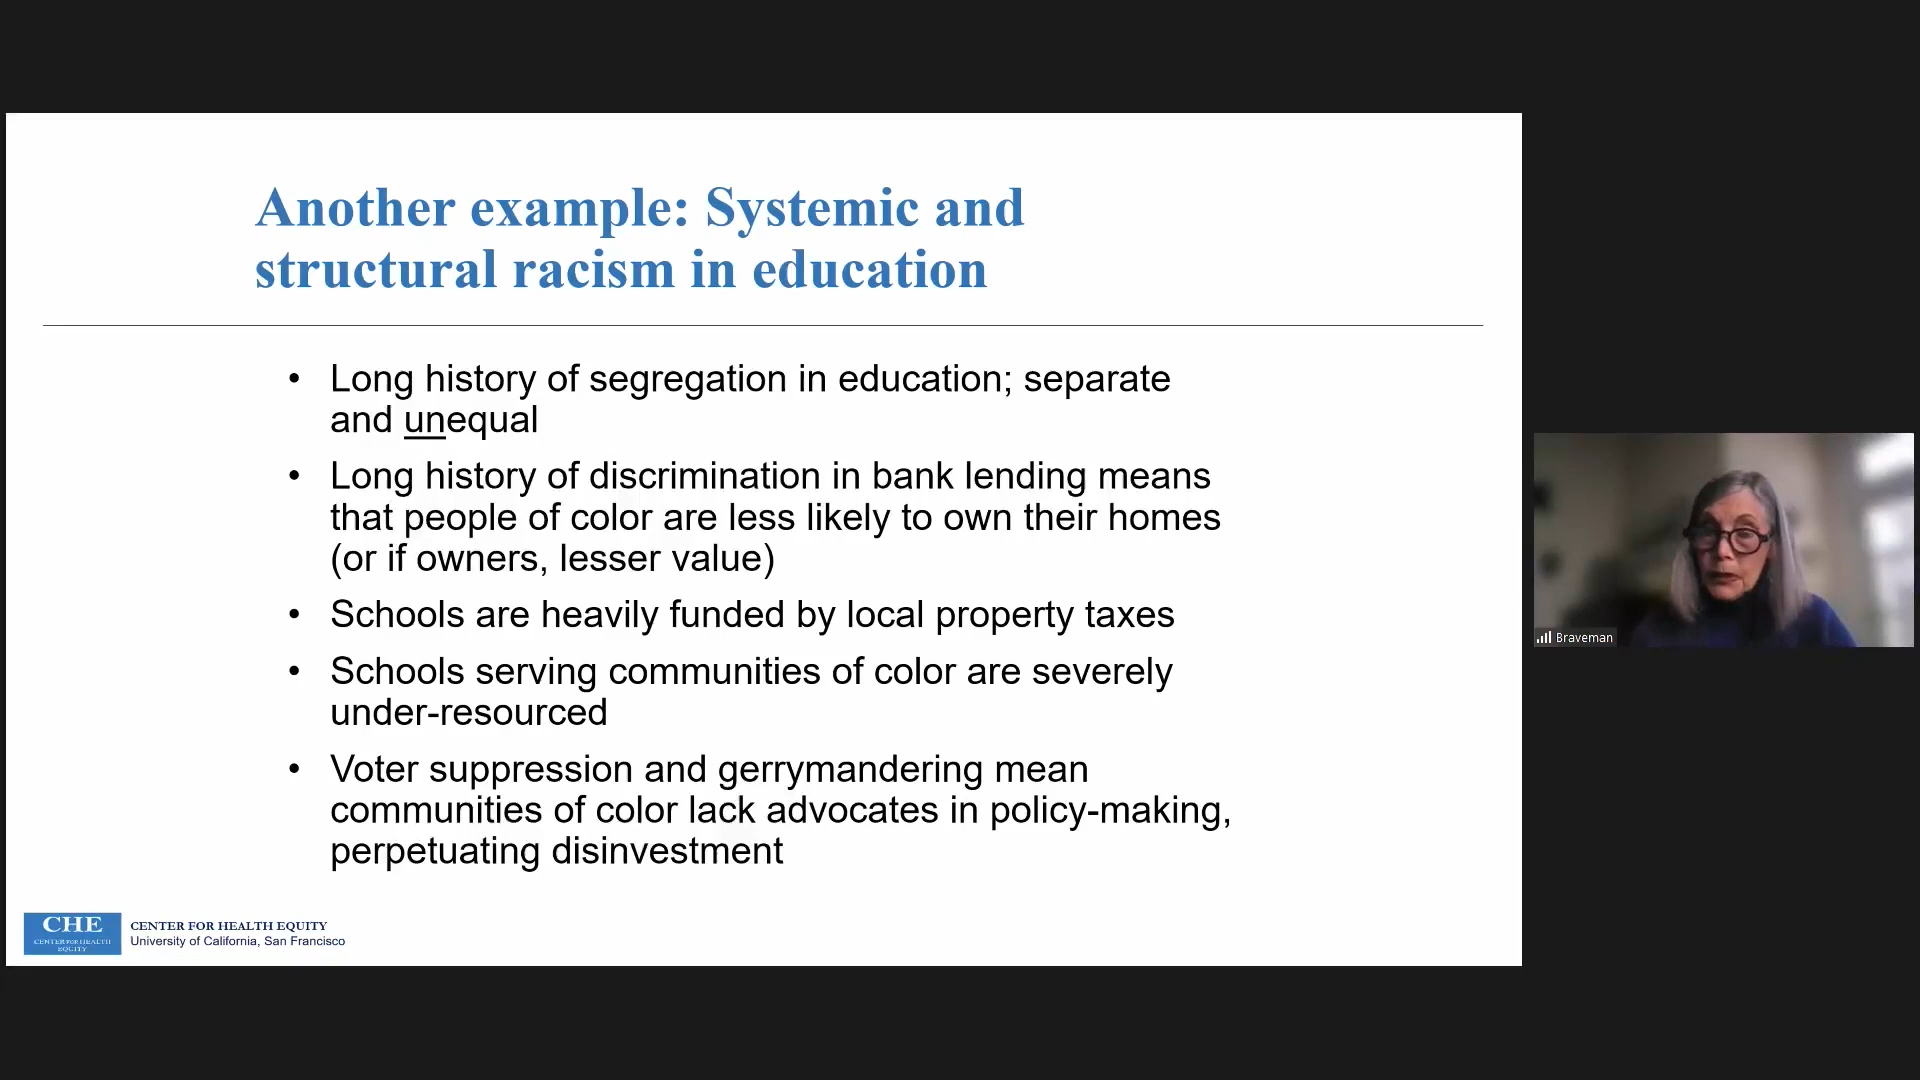 Another example: Systemic and
structural racism in education
• Long history of segregation in education; separate
and unequal
• Long history of discrimination in bank lending means
that people of color are less likely to own their homes
(or if owners, lesser value)
• Schools are heavily funded by local property taxes
• Schools serving communities of color are severely
under-resourced
• Voter suppression and gerrymandering mean
communities of color lack advocates in policy-making,
perpetuating disinvestment
Braveman
CHE
CENTER FOR HEALTH
EQUITY
CENTER FOR HEALTH EQUITY
University of California, San Francisco